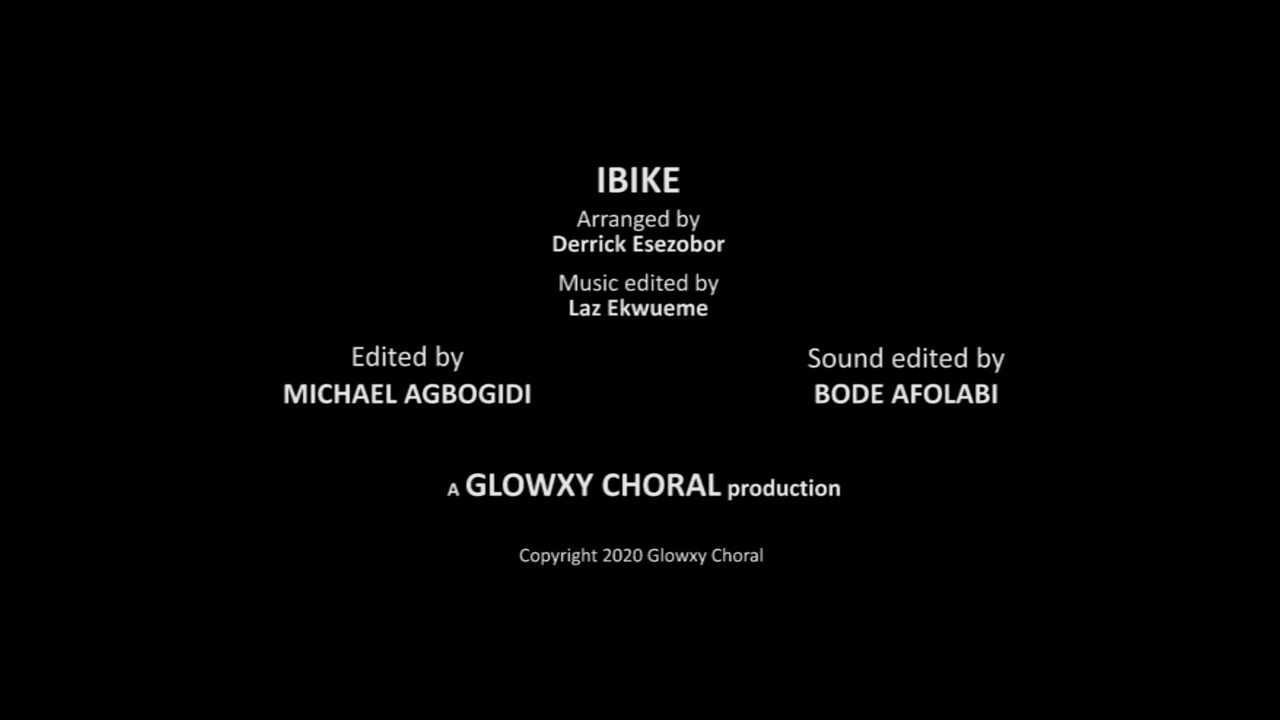 IBIKE
Arranged by
Derrick Esezobor
Music edited by
Laz Ekwueme
Edited by
MICHAEL AGBOGIDI
Sound edited by
BODE AFOLABI
A GLOWXY CHORAL production
Copyright 2020 Glowxy Choral